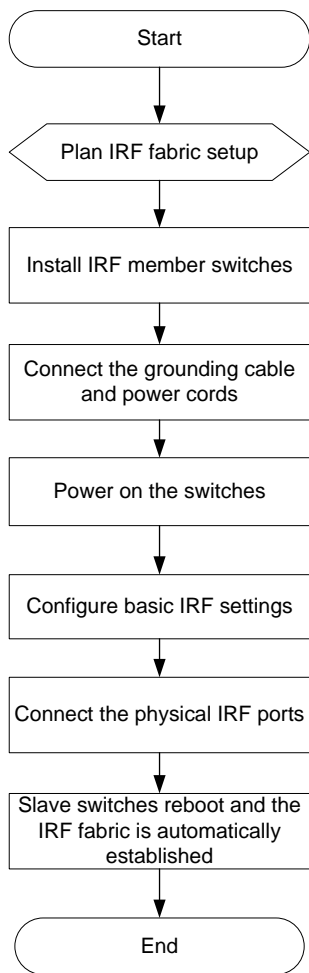 Start
Plan IRF fabric setup
Install IRF member switches
Connect the grounding cable
and power cords
Power on the switches
Configure basic IRF settings
Connect the physical IRF ports
Slave switches reboot and the
IRF fabric is automatically
established
End